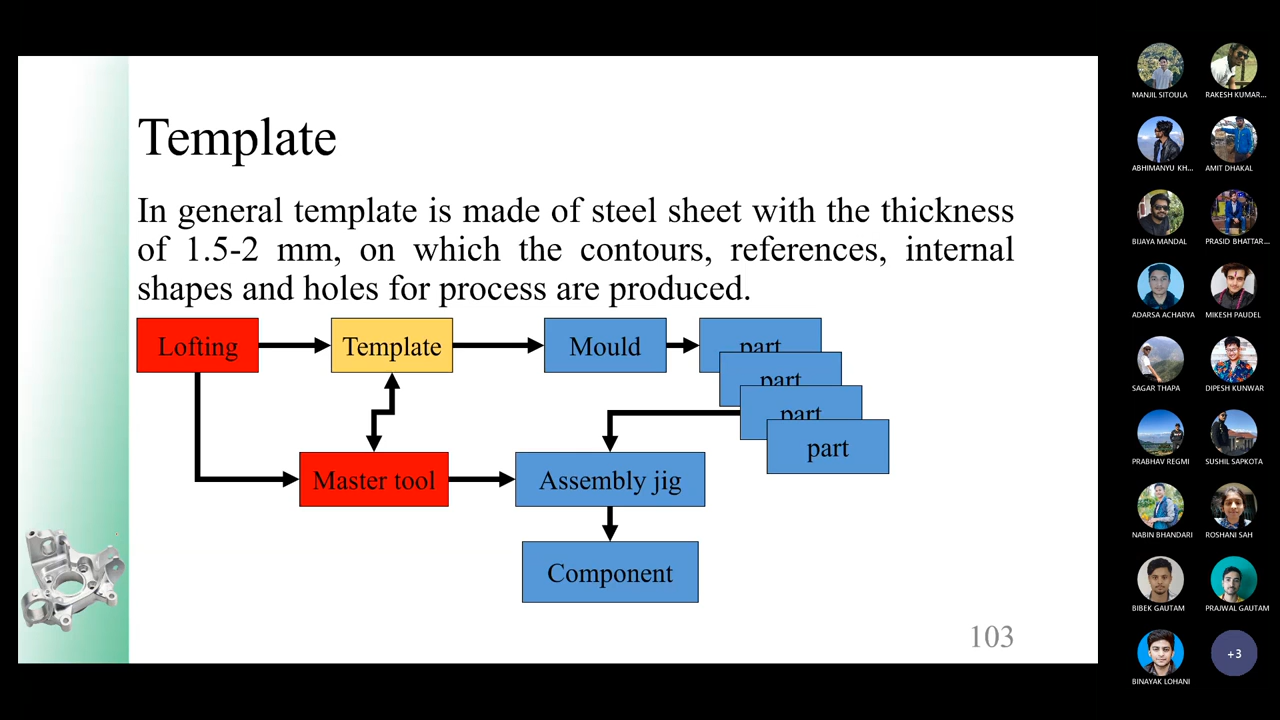 Template
In general template is made of steel sheet with the thickness
of 1.5-2 mm, on which the contours, references, internal
shapes and holes for process are produced.
Lofting
Template
Mould
part
part
part
part
Master tool
Assembly jig
Component
103
MANJIL SITOULA
RAKESH KUMAR...
ABHIMANYU KH...
AMIT DHAKAL
BIJAYA MANDAL
PRASID BHATTAR...
ADARSA ACHARYA
MIKESH PAUDEL
SAGAR THAPA
DIPESH KUNWAR
PRABHAV REGMI
SUSHIL SAPKOTA
NABIN BHANDARI
ROSHANI SAH
BIBEK GAUTAM
PRAJWAL GAUTAM
BINAYAK LOHANI
+3